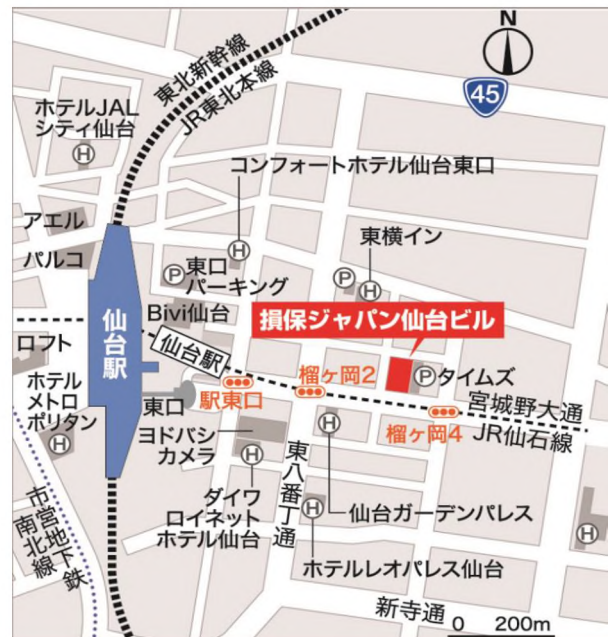 N
45
東北新幹線
JR東北本線
ホテルJAL
シティ仙台
H
コンフォートホテル仙台東口
H
アエル
パルコ
P
東口
パーキング
東横イン
P
H
Bivi仙台
損保ジャパン仙台ビル
仙台駅
仙台駅
ロフト
ホテル
メトロ
ポリタン
H
東口
駅東口
榴ヶ岡2
P
タイムズ
宮城野大通
榴ヶ岡4
JR仙石線
ヨドバシ
カメラ
H
ダイワ
ロイネット
ホテル仙台
東八番丁通
H
仙台ガーデンパレス
H
ホテルレオパレス仙台
H
市営地下鉄
南北線
新寺通
0 200m